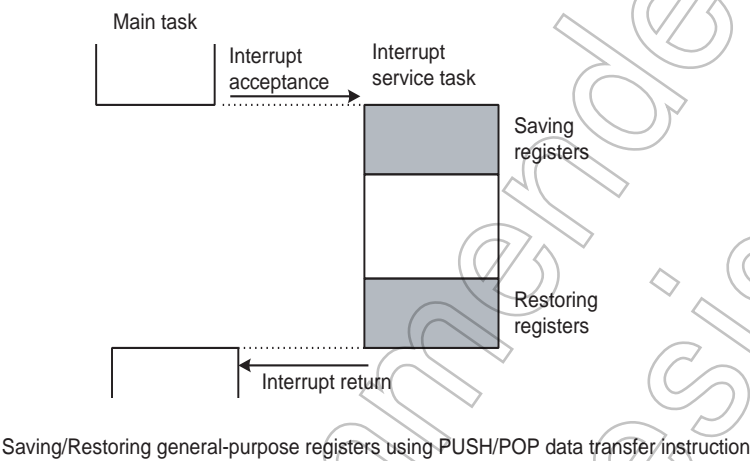 Main task
Interrupt
acceptance
Interrupt
service task
Saving
registers
Restoring
registers
Interrupt return
Saving/Restoring general-purpose registers using PUSH/POP data transfer instruction